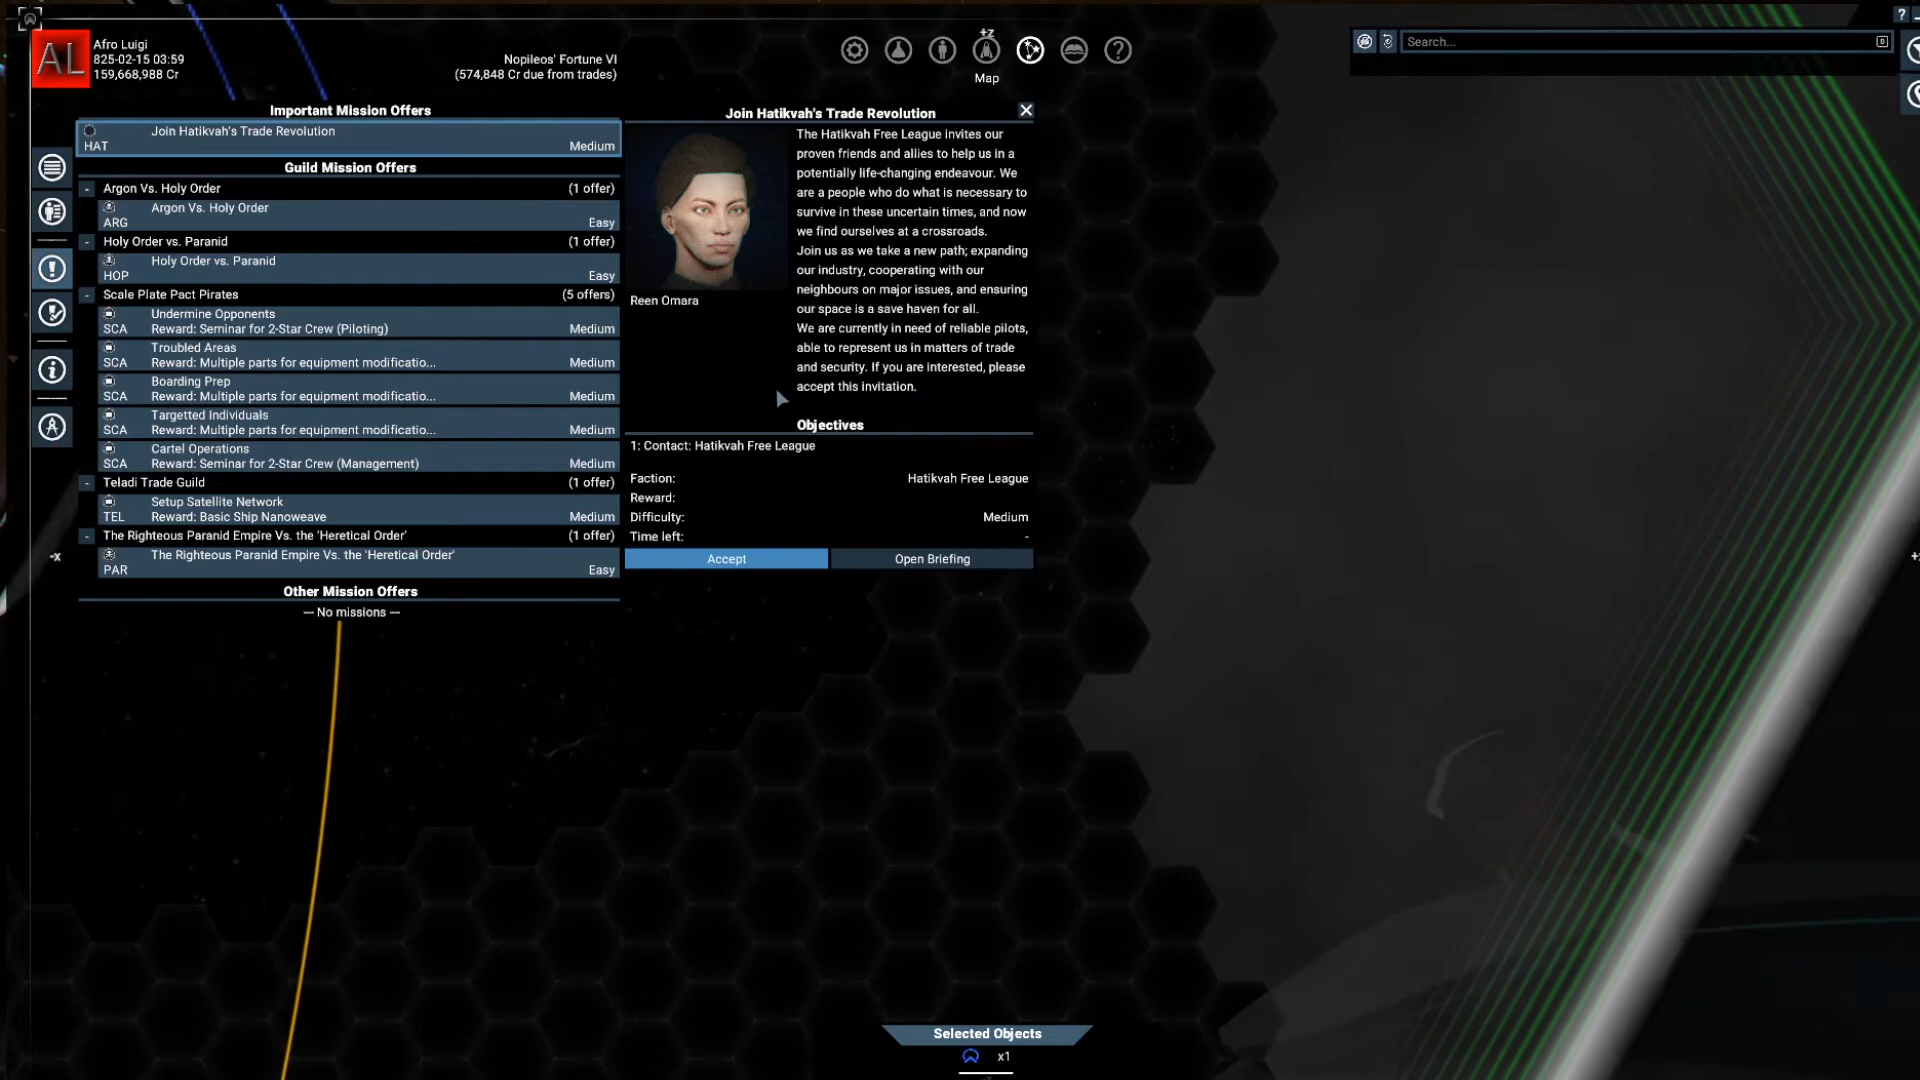 AL
Afro Luigi
825-02-15 03:59
159,668,988 Cr
Nopileos' Fortune VI
(574,848 Cr due from trades)
+z
Map
?
Search...
Important Mission Offers
Join Hatikvah's Trade Revolution
HAT Medium
Guild Mission Offers
- Argon Vs. Holy Order (1 offer)
Argon Vs. Holy Order
ARG Easy
- Holy Order vs. Paranid (1 offer)
Holy Order vs. Paranid
HOP Easy
- Scale Plate Pact Pirates (5 offers)
Undermine Opponents
SCA Reward: Seminar for 2-Star Crew (Piloting) Medium
Troubled Areas
SCA Reward: Multiple parts for equipment modificatio... Medium
Boarding Prep
SCA Reward: Multiple parts for equipment modificatio... Medium
Targetted Individuals
SCA Reward: Multiple parts for equipment modificatio... Medium
Cartel Operations
SCA Reward: Seminar for 2-Star Crew (Management) Medium
- Teladi Trade Guild (1 offer)
Setup Satellite Network
TEL Reward: Basic Ship Nanoweave Medium
- The Righteous Paranid Empire Vs. the 'Heretical Order' (1 offer)
The Righteous Paranid Empire Vs. the 'Heretical Order'
PAR Easy
Other Mission Offers
--- No missions ---
-x
Join Hatikvah's Trade Revolution
Reen Omara
The Hatikvah Free League invites our
proven friends and allies to help us in a
potentially life-changing endeavour. We
are a people who do what is necessary to
survive in these uncertain times, and now
we find ourselves at a crossroads.
Join us as we take a new path; expanding
our industry, cooperating with our
neighbours on major issues, and ensuring
our space is a save haven for all.
We are currently in need of reliable pilots,
able to represent us in matters of trade
and security. If you are interested, please
accept this invitation.
Objectives
1: Contact: Hatikvah Free League
Faction: Hatikvah Free League
Reward:
Difficulty: Medium
Time left: -
Accept
Open Briefing
Selected Objects
x1